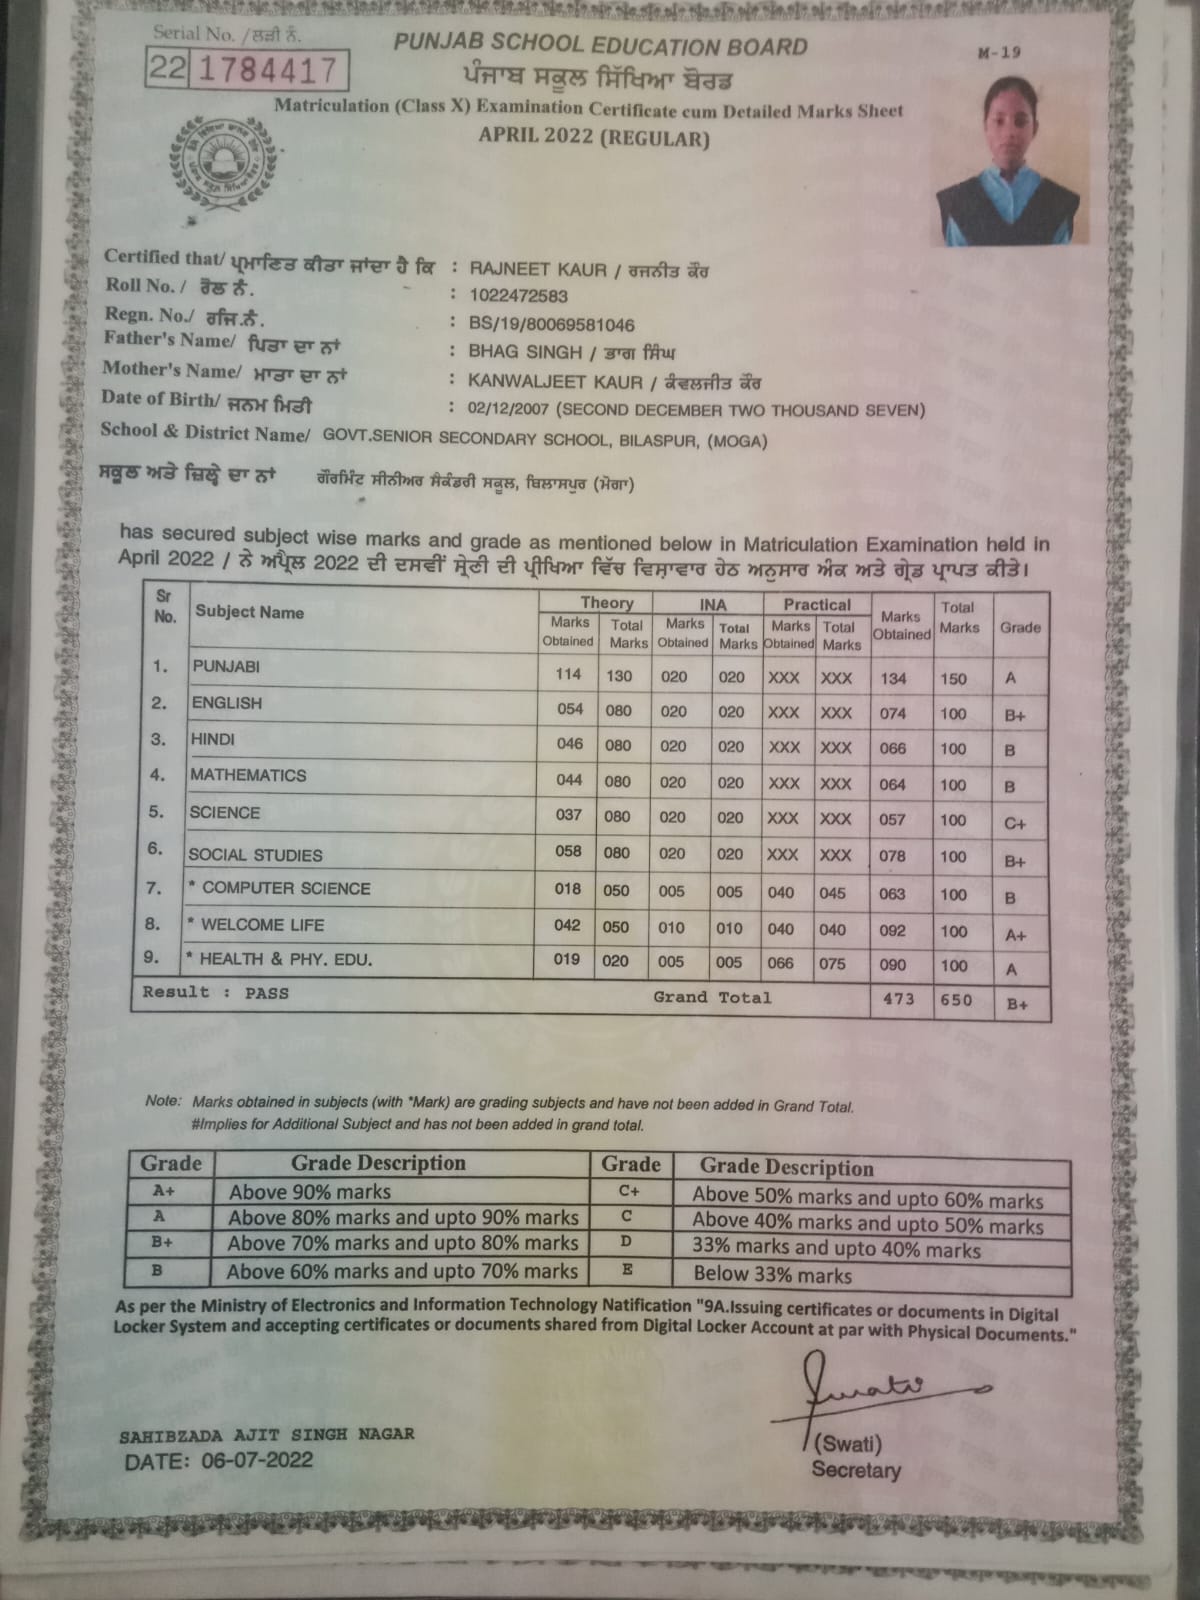 Serial No. /ਲੜੀ ਨੰ.
22 1784417
PUNJAB SCHOOL EDUCATION BOARD
M-19
ਪੰਜਾਬ ਸਕੂਲ ਸਿੱਖਿਆ ਬੋਰਡ
Matriculation (Class X) Examination Certificate cum Detailed Marks Sheet
APRIL 2022 (REGULAR)
Certified that/ ਪ੍ਰਮਾਣਿਤ ਕੀਤਾ ਜਾਂਦਾ ਹੈ ਕਿ : RAJNEET KAUR / ਰਜਨੀਤ ਕੌਰ
Roll No. / ਰੋਲ ਨੰ. : 1022472583
Regn. No./ ਰਜਿ.ਨੰ. : BS/19/80069581046
Father's Name/ ਪਿਤਾ ਦਾ ਨਾਂ : BHAG SINGH / ਭਾਗ ਸਿੰਘ
Mother's Name/ ਮਾਤਾ ਦਾ ਨਾਂ : KANWALJEET KAUR / ਕੰਵਲਜੀਤ ਕੌਰ
Date of Birth/ ਜਨਮ ਮਿਤੀ : 02/12/2007 (SECOND DECEMBER TWO THOUSAND SEVEN)
School & District Name/ GOVT.SENIOR SECONDARY SCHOOL, BILASPUR, (MOGA)
ਸਕੂਲ ਅਤੇ ਜ਼ਿਲ੍ਹੇ ਦਾ ਨਾਂ ਗੌਰਮਿੰਟ ਸੀਨੀਅਰ ਸੈਕੰਡਰੀ ਸਕੂਲ, ਬਿਲਾਸਪੁਰ (ਮੋਗਾ)
has secured subject wise marks and grade as mentioned below in Matriculation Examination held in
April 2022 / ਨੇ ਅਪ੍ਰੈਲ 2022 ਦੀ ਦਸਵੀਂ ਸ਼੍ਰੇਣੀ ਦੀ ਪ੍ਰੀਖਿਆ ਵਿੱਚ ਵਿਸ਼ਾਵਾਰ ਹੇਠ ਅਨੁਸਾਰ ਅੰਕ ਅਤੇ ਗ੍ਰੇਡ ਪ੍ਰਾਪਤ ਕੀਤੇ।
Sr No. Subject Name Theory INA Practical Marks Obtained Total Marks Grade
Marks Obtained Total Marks Marks Obtained Total Marks Marks Obtained Total Marks
1. PUNJABI 114 130 020 020 XXX XXX 134 150 A
2. ENGLISH 054 080 020 020 XXX XXX 074 100 B+
3. HINDI 046 080 020 020 XXX XXX 066 100 B
4. MATHEMATICS 044 080 020 020 XXX XXX 064 100 B
5. SCIENCE 037 080 020 020 XXX XXX 057 100 C+
6. SOCIAL STUDIES 058 080 020 020 XXX XXX 078 100 B+
7. * COMPUTER SCIENCE 018 050 005 005 040 045 063 100 B
8. * WELCOME LIFE 042 050 010 010 040 040 092 100 A+
9. * HEALTH & PHY. EDU. 019 020 005 005 066 075 090 100 A
Result : PASS Grand Total 473 650 B+
Note: Marks obtained in subjects (with *Mark) are grading subjects and have not been added in Grand Total.
#Implies for Additional Subject and has not been added in grand total.
Grade Grade Description Grade Grade Description
A+ Above 90% marks C+ Above 50% marks and upto 60% marks
A Above 80% marks and upto 90% marks C Above 40% marks and upto 50% marks
B+ Above 70% marks and upto 80% marks D 33% marks and upto 40% marks
B Above 60% marks and upto 70% marks E Below 33% marks
As per the Ministry of Electronics and Information Technology Natification "9A.Issuing certificates or documents in Digital
Locker System and accepting certificates or documents shared from Digital Locker Account at par with Physical Documents."
Swati
SAHIBZADA AJIT SINGH NAGAR
DATE: 06-07-2022
(Swati)
Secretary